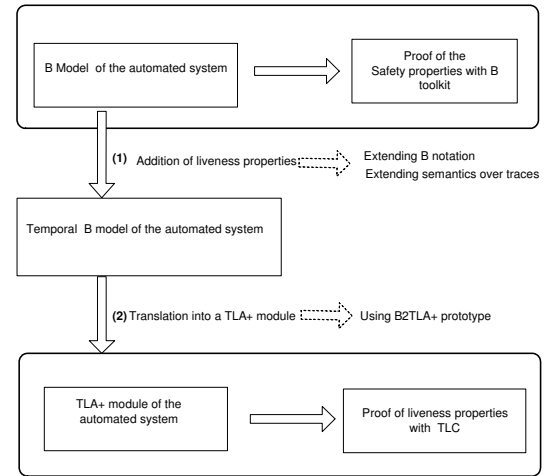 B Model of the automated system
Proof of the
Safety properties with B
toolkit
(1) Addition of liveness properties
Extending B notation
Extending semantics over traces
Temporal B model of the automated system
(2) Translation into a TLA+ module
Using B2TLA+ prototype
TLA+ module of the
automated system
Proof of liveness properties
with TLC